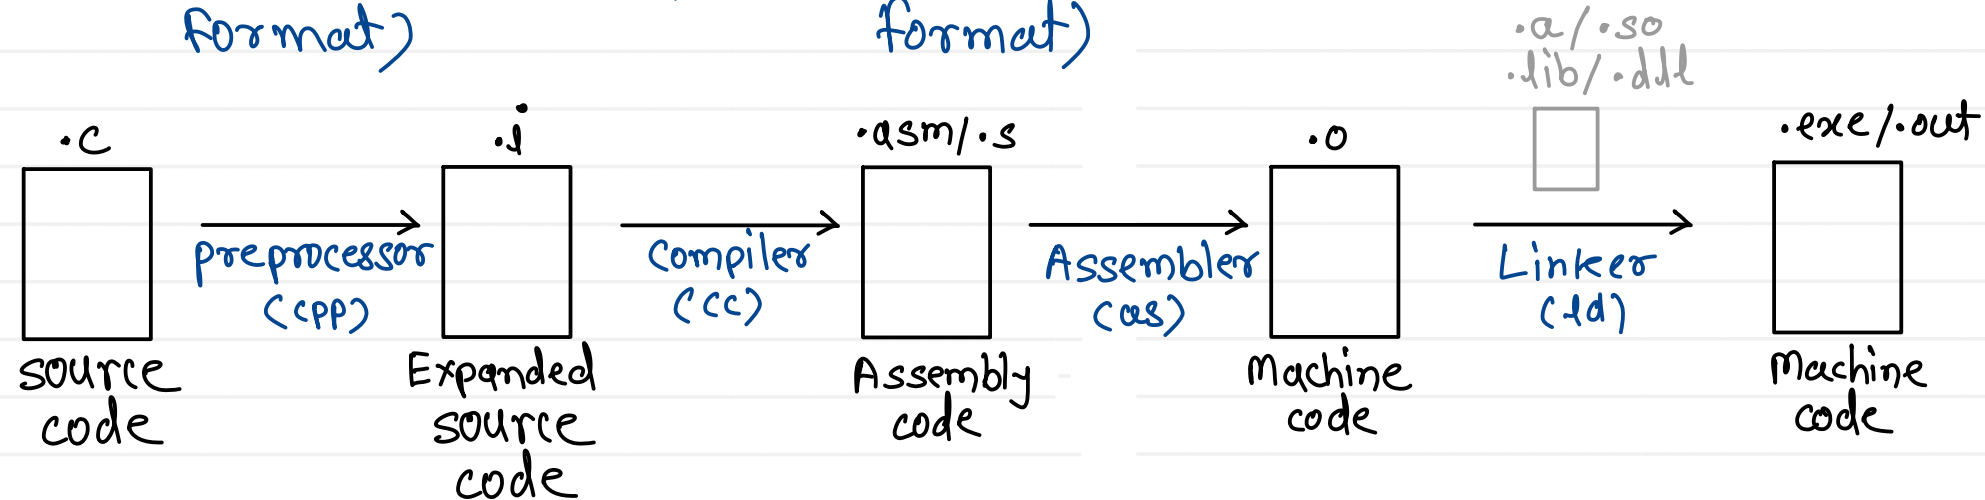 format)
format)
.a/.so
.lib/.dll
.c
.i
.asm/.s
.o
.exe/.out
preprocessor
(cpp)
Compiler
(cc)
Assembler
(as)
Linker
(ld)
source
code
Expanded
source
code
Assembly
code
Machine
code
Machine
code